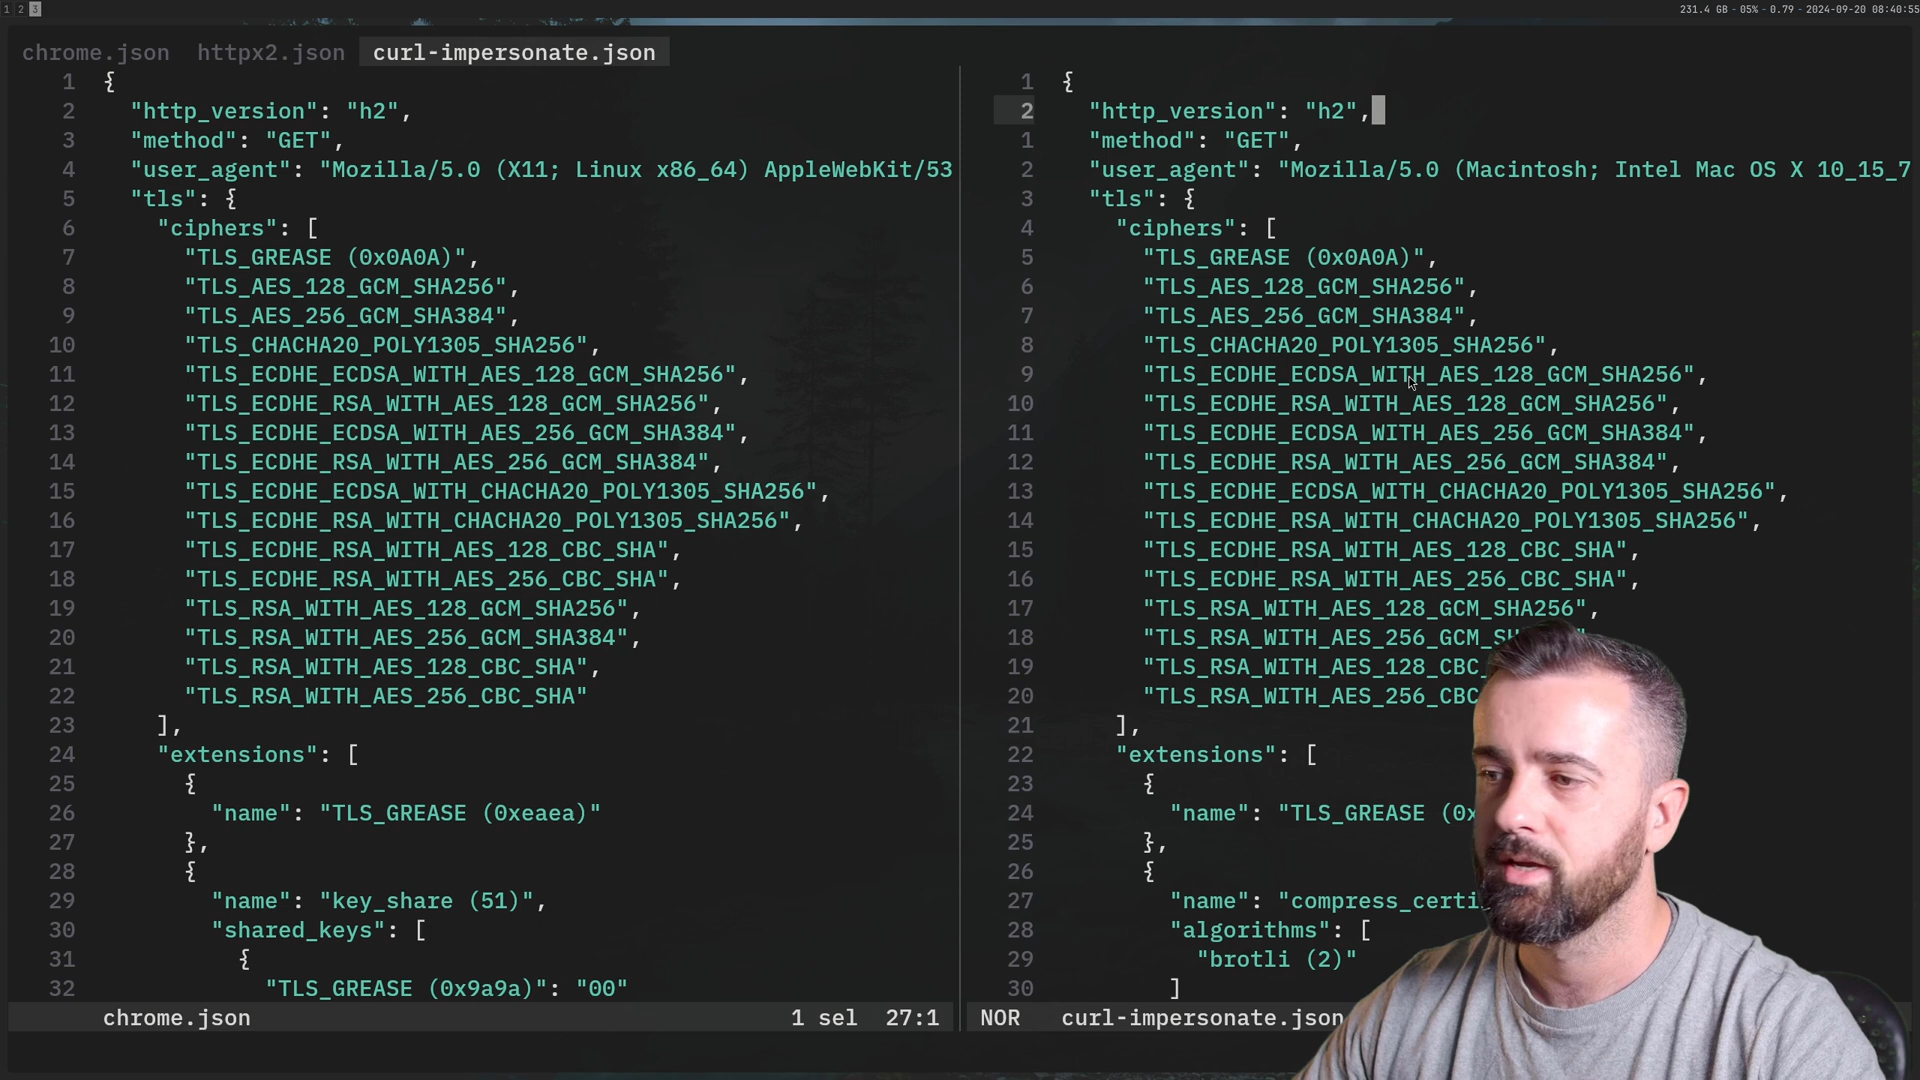 1 2 3
231.4 GB - 05% - 0.79 - 2024-09-20 08:40:55
chrome.json httpx2.json curl-impersonate.json
1 {
2 "http_version": "h2",
3 "method": "GET",
4 "user_agent": "Mozilla/5.0 (X11; Linux x86_64) AppleWebKit/53
5 "tls": {
6 "ciphers": [
7 "TLS_GREASE (0x0A0A)",
8 "TLS_AES_128_GCM_SHA256",
9 "TLS_AES_256_GCM_SHA384",
10 "TLS_CHACHA20_POLY1305_SHA256",
11 "TLS_ECDHE_ECDSA_WITH_AES_128_GCM_SHA256",
12 "TLS_ECDHE_RSA_WITH_AES_128_GCM_SHA256",
13 "TLS_ECDHE_ECDSA_WITH_AES_256_GCM_SHA384",
14 "TLS_ECDHE_RSA_WITH_AES_256_GCM_SHA384",
15 "TLS_ECDHE_ECDSA_WITH_CHACHA20_POLY1305_SHA256",
16 "TLS_ECDHE_RSA_WITH_CHACHA20_POLY1305_SHA256",
17 "TLS_ECDHE_RSA_WITH_AES_128_CBC_SHA",
18 "TLS_ECDHE_RSA_WITH_AES_256_CBC_SHA",
19 "TLS_RSA_WITH_AES_128_GCM_SHA256",
20 "TLS_RSA_WITH_AES_256_GCM_SHA384",
21 "TLS_RSA_WITH_AES_128_CBC_SHA",
22 "TLS_RSA_WITH_AES_256_CBC_SHA"
23 ],
24 "extensions": [
25 {
26 "name": "TLS_GREASE (0xeaea)"
27 },
28 {
29 "name": "key_share (51)",
30 "shared_keys": [
31 {
32 "TLS_GREASE (0x9a9a)": "00"
chrome.json 1 sel 27:1
1 {
2 "http_version": "h2",
1 "method": "GET",
2 "user_agent": "Mozilla/5.0 (Macintosh; Intel Mac OS X 10_15_7
3 "tls": {
4 "ciphers": [
5 "TLS_GREASE (0x0A0A)",
6 "TLS_AES_128_GCM_SHA256",
7 "TLS_AES_256_GCM_SHA384",
8 "TLS_CHACHA20_POLY1305_SHA256",
9 "TLS_ECDHE_ECDSA_WITH_AES_128_GCM_SHA256",
10 "TLS_ECDHE_RSA_WITH_AES_128_GCM_SHA256",
11 "TLS_ECDHE_ECDSA_WITH_AES_256_GCM_SHA384",
12 "TLS_ECDHE_RSA_WITH_AES_256_GCM_SHA384",
13 "TLS_ECDHE_ECDSA_WITH_CHACHA20_POLY1305_SHA256",
14 "TLS_ECDHE_RSA_WITH_CHACHA20_POLY1305_SHA256",
15 "TLS_ECDHE_RSA_WITH_AES_128_CBC_SHA",
16 "TLS_ECDHE_RSA_WITH_AES_256_CBC_SHA",
17 "TLS_RSA_WITH_AES_128_GCM_SHA256",
18 "TLS_RSA_WITH_AES_256_GCM_SH
19 "TLS_RSA_WITH_AES_128_CBC_
20 "TLS_RSA_WITH_AES_256_CBC
21 ],
22 "extensions": [
23 {
24 "name": "TLS_GREASE (0x
25 },
26 {
27 "name": "compress_certi
28 "algorithms": [
29 "brotli (2)"
30 ]
NOR curl-impersonate.json